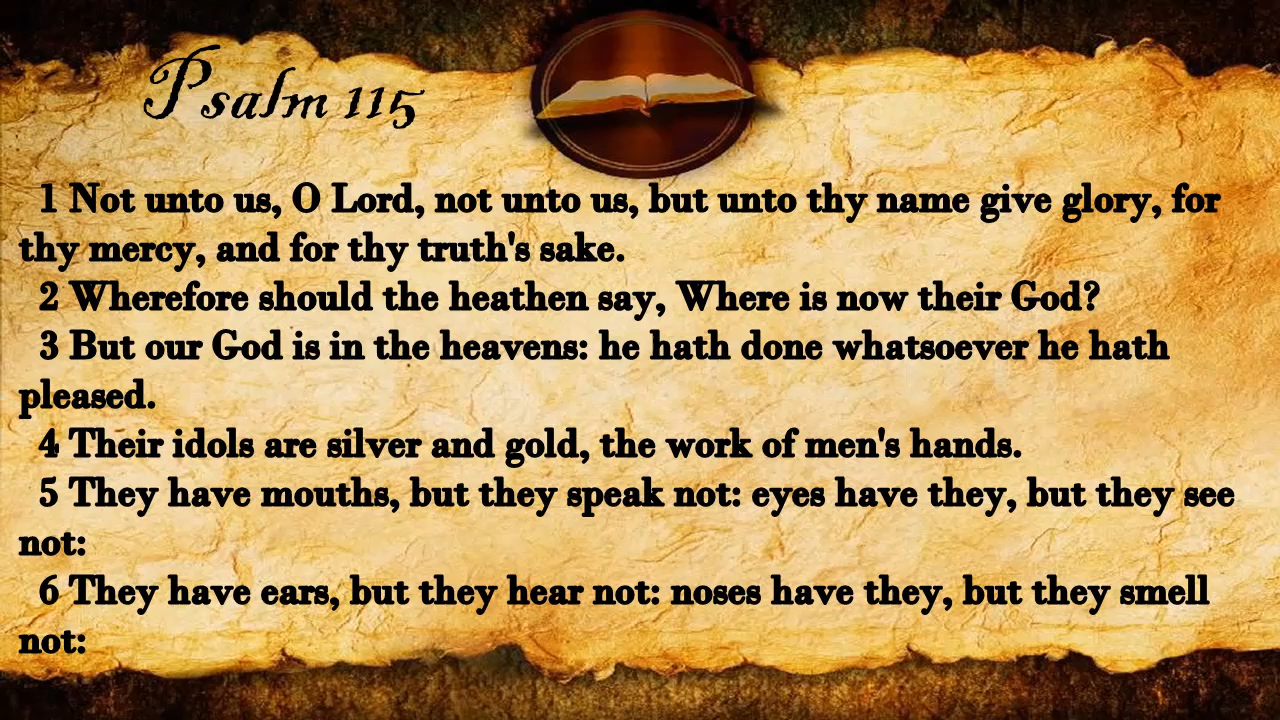 Psalm 115
1 Not unto us, O Lord, not unto us, but unto thy name give glory, for
thy mercy, and for thy truth's sake.
2 Wherefore should the heathen say, Where is now their God?
3 But our God is in the heavens: he hath done whatsoever he hath
pleased.
4 Their idols are silver and gold, the work of men's hands.
5 They have mouths, but they speak not: eyes have they, but they see
not:
6 They have ears, but they hear not: noses have they, but they smell
not: